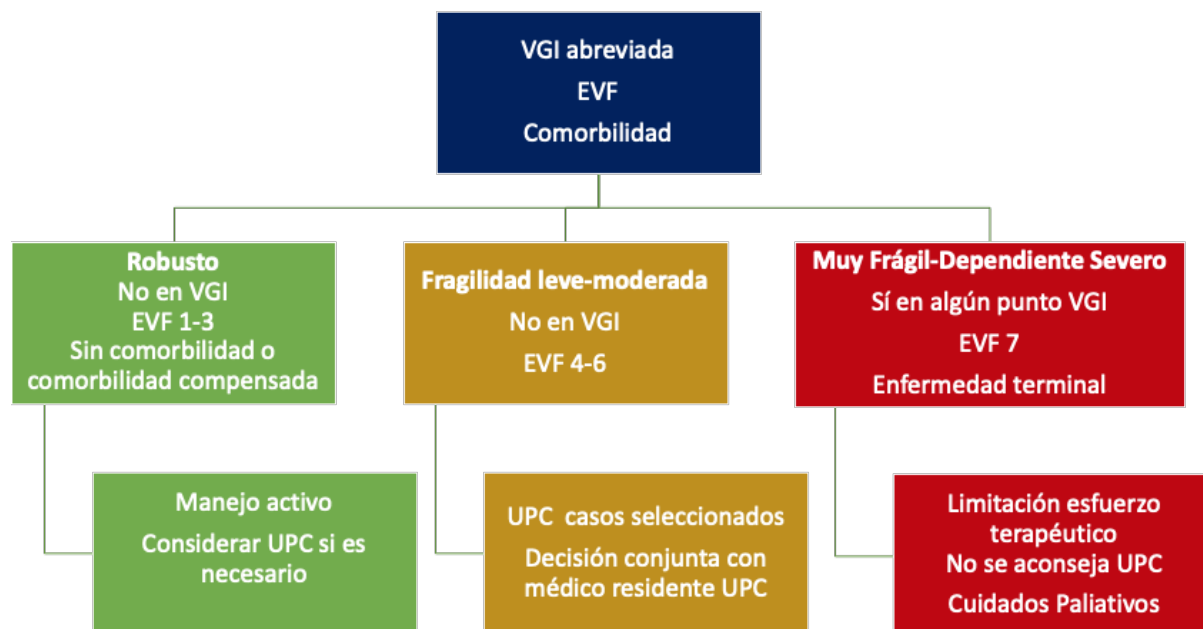 VGI abreviada
EVF
Comorbilidad
Robusto
No en VGI
EVF 1-3
Sin comorbilidad o
comorbilidad compensada
Fragilidad leve-moderada
No en VGI
EVF 4-6
Muy Frágil-Dependiente Severo
Sí en algún punto VGI
EVF 7
Enfermedad terminal
Manejo activo
Considerar UPC si es
necesario
UPC casos seleccionados
Decisión conjunta con
médico residente UPC
Limitación esfuerzo
terapéutico
No se aconseja UPC
Cuidados Paliativos